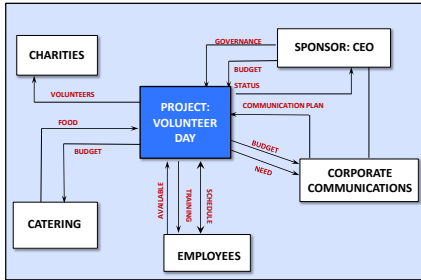 GOVERNANCE
SPONSOR: CEO
CHARITIES
BUDGET
STATUS
VOLUNTEERS
PROJECT:
VOLUNTEER
DAY
COMMUNICATION PLAN
FOOD
BUDGET
BUDGET
NEED
CORPORATE
COMMUNICATIONS
AVAILABLE
TRAINING
SCHEDULE
CATERING
EMPLOYEES